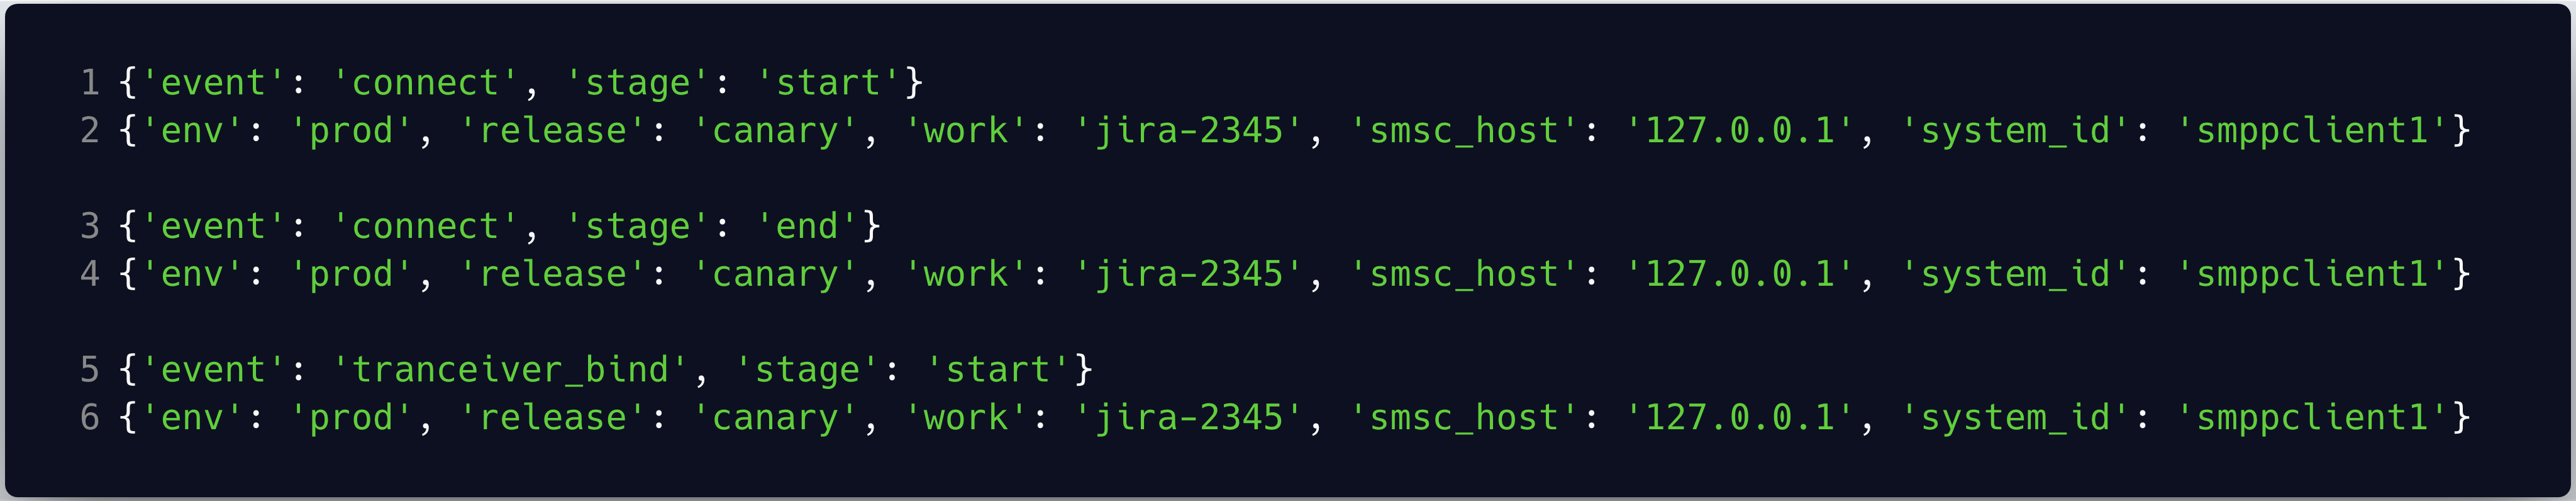 1 {'event': 'connect', 'stage': 'start'}
2 {'env': 'prod', 'release': 'canary', 'work': 'jira-2345', 'smsc_host': '127.0.0.1', 'system_id': 'smppclient1'}
3 {'event': 'connect', 'stage': 'end'}
4 {'env': 'prod', 'release': 'canary', 'work': 'jira-2345', 'smsc_host': '127.0.0.1', 'system_id': 'smppclient1'}
5 {'event': 'tranceiver_bind', 'stage': 'start'}
6 {'env': 'prod', 'release': 'canary', 'work': 'jira-2345', 'smsc_host': '127.0.0.1', 'system_id': 'smppclient1'}